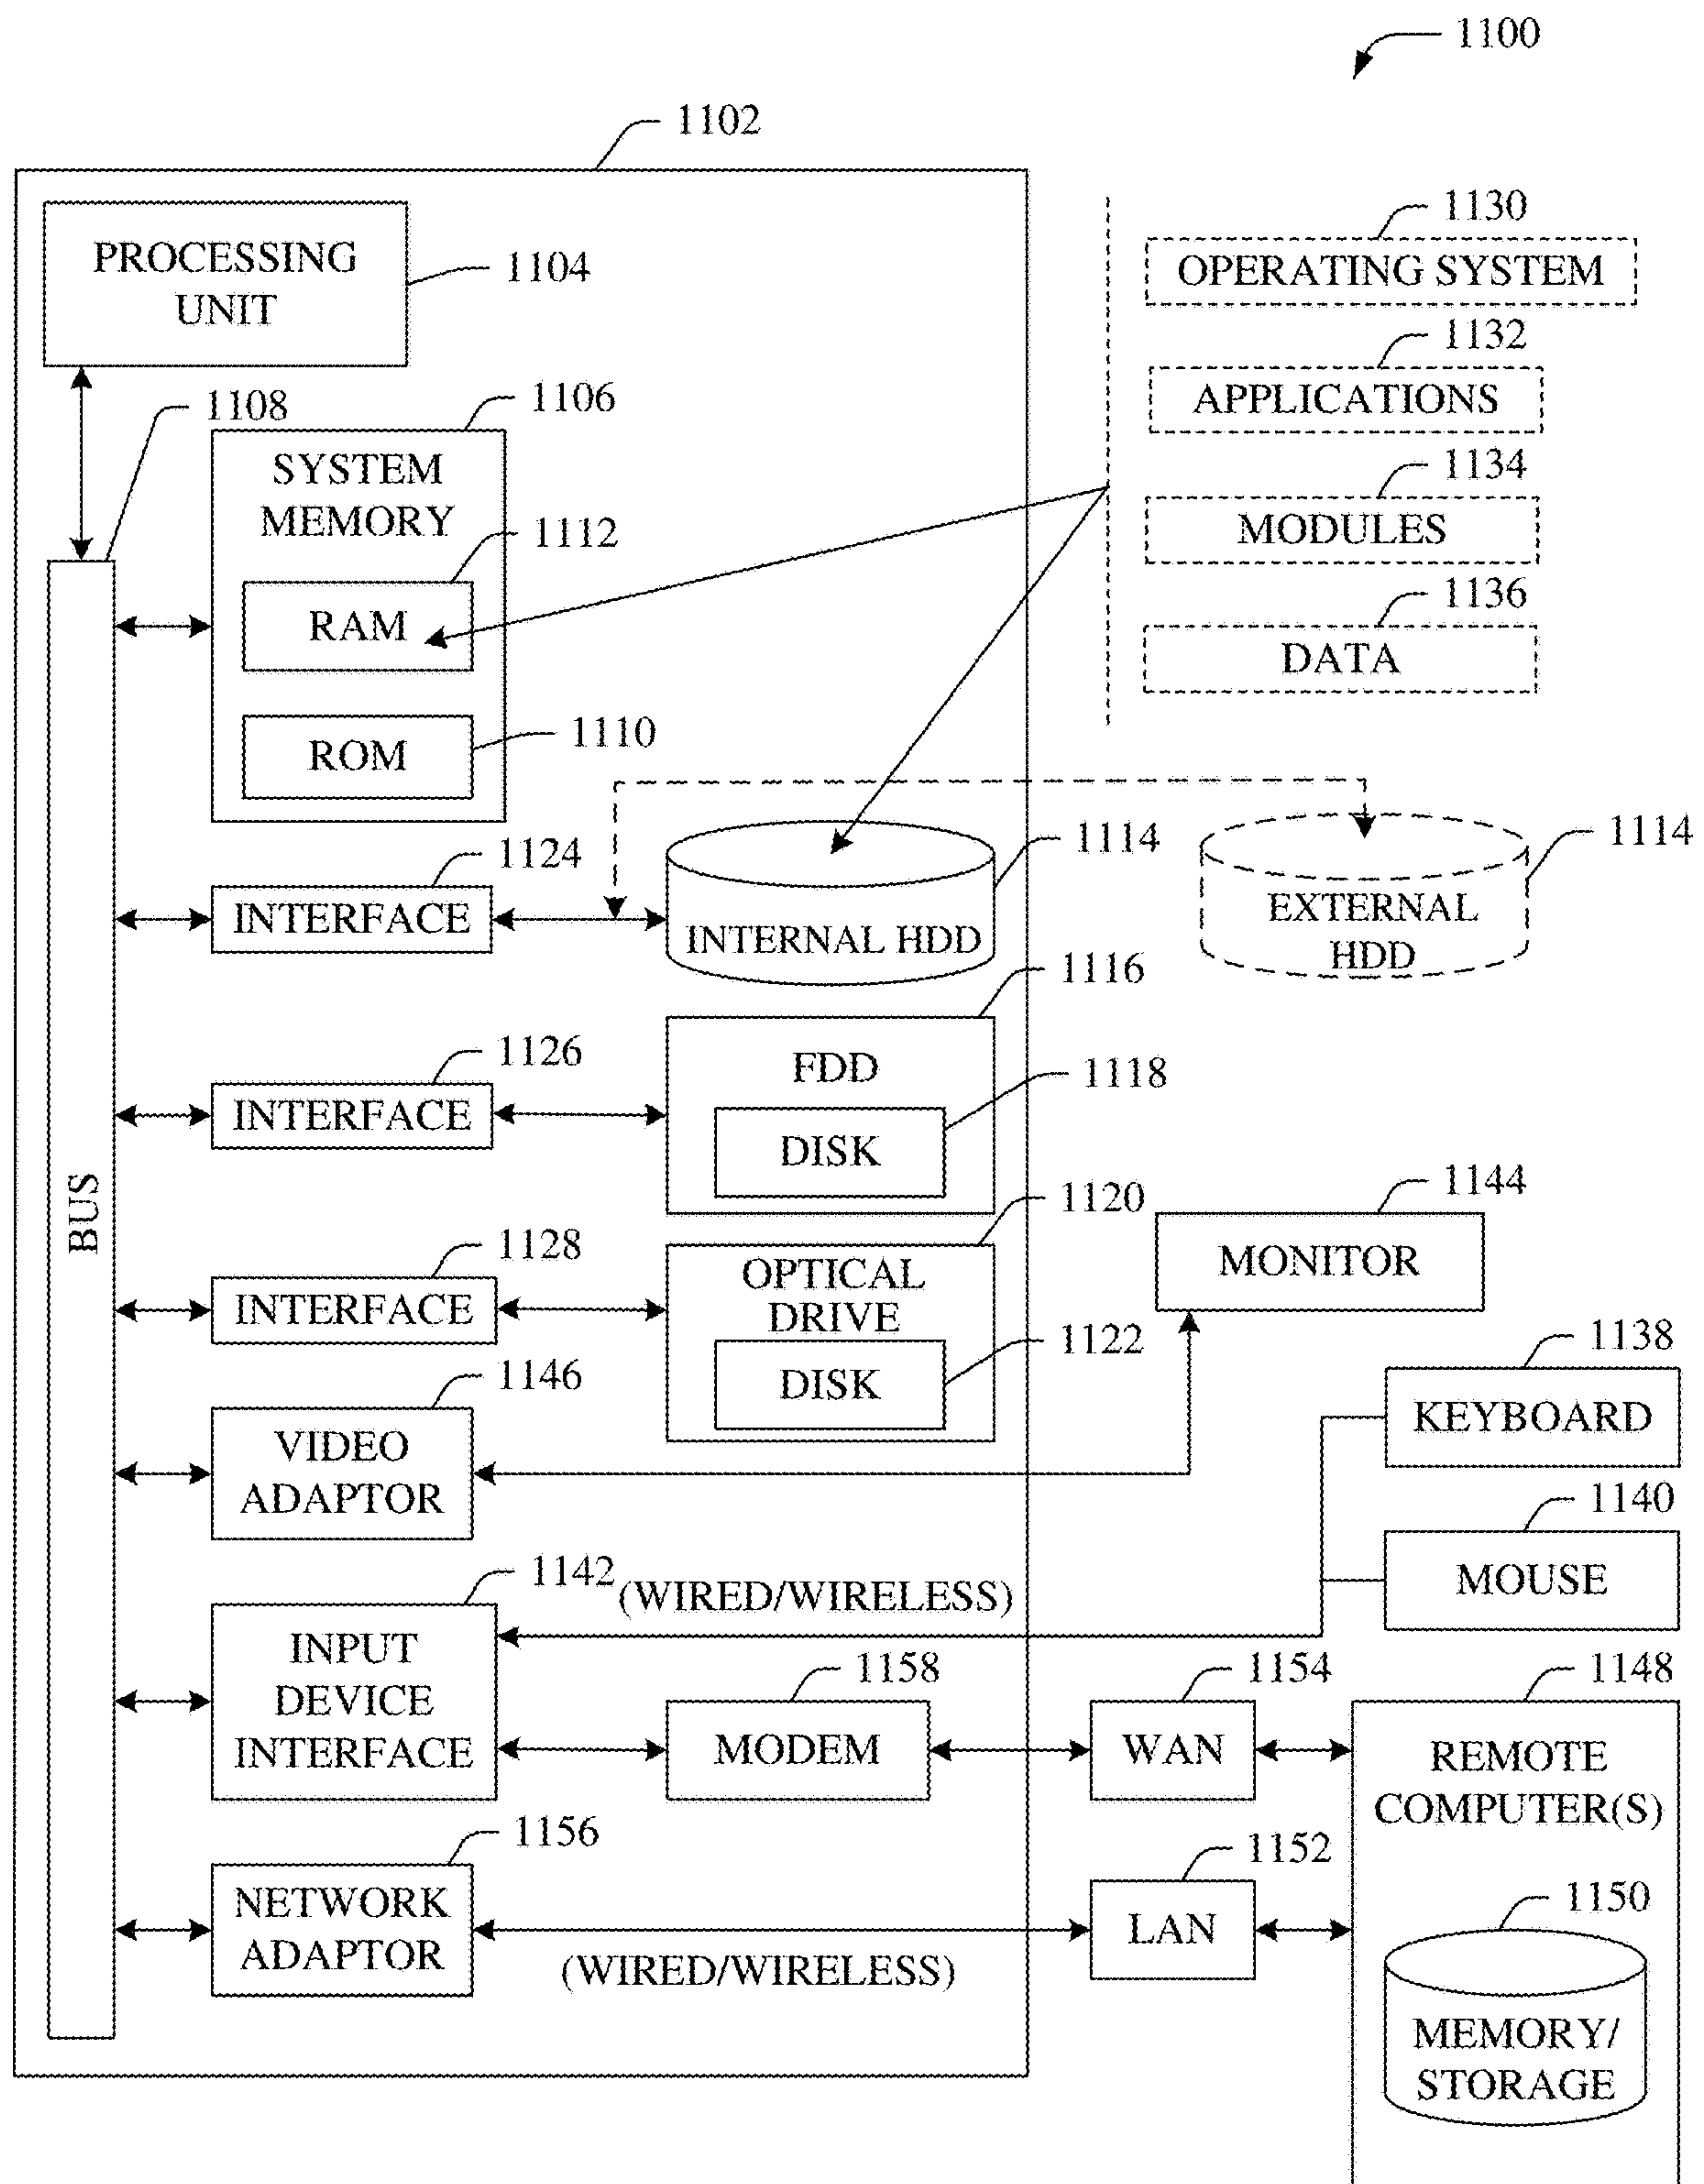 1100
1102
PROCESSING
UNIT
1104
1130
OPERATING SYSTEM
1132
APPLICATIONS
1134
MODULES
1136
DATA
1108
1106
SYSTEM
MEMORY
1112
RAM
1110
ROM
BUS
1124
INTERFACE
1114
INTERNAL HDD
1114
EXTERNAL
HDD
1126
INTERFACE
1116
FDD
1118
DISK
1128
INTERFACE
1120
OPTICAL
DRIVE
1122
DISK
1144
MONITOR
1146
VIDEO
ADAPTOR
1138
KEYBOARD
1140
MOUSE
1142
(WIRED/WIRELESS)
INPUT
DEVICE
INTERFACE
1158
MODEM
1154
WAN
1148
REMOTE
COMPUTER(S)
1156
NETWORK
ADAPTOR
(WIRED/WIRELESS)
1152
LAN
1150
MEMORY/
STORAGE